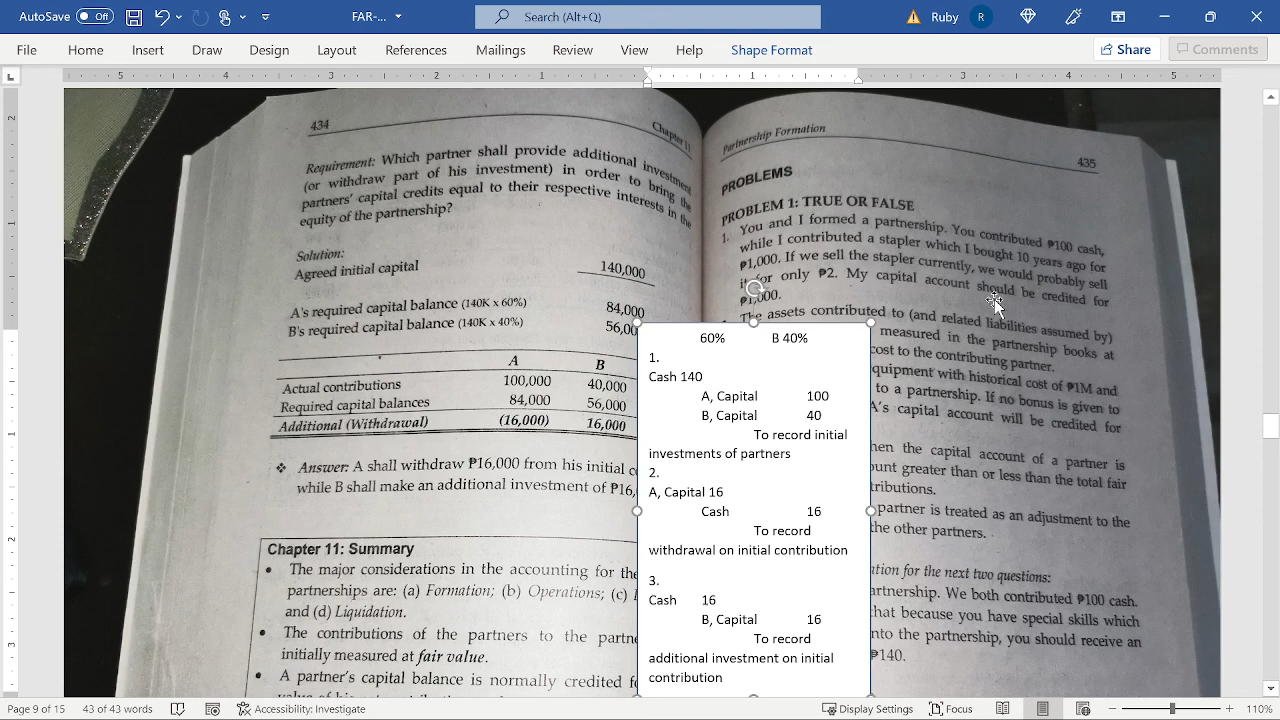 AutoSave Off FAR-... Search (Alt+Q) Ruby R
File Home Insert Draw Design Layout References Mailings Review View Help Shape Format Share Comments
5 4 3 2 1 1 3 4 5
434 Chapter 11
Requirement: Which partner shall provide additional investment
(or withdraw part of his investment) in order to bring the
partners' capital credits equal to their respective interests in the
equity of the partnership?
Solution:
Agreed initial capital 140,000
A's required capital balance (140K x 60%) 84,000
B's required capital balance (140K x 40%) 56,00
A B
Actual contributions 100,000 40,000
Required capital balances 84,000 56,000
Additional (Withdrawal) (16,000) 16,000
❖ Answer: A shall withdraw ₱16,000 from his initial
while B shall make an additional investment of ₱16,
Chapter 11: Summary
• The major considerations in the accounting for
partnerships are: (a) Formation; (b) Operations; (c)
and (d) Liquidation.
• The contributions of the partners to the
initially measured at fair value.
• A partner's capital balance is normally credited
Partnership Formation 435
PROBLEMS
PROBLEM 1: TRUE OR FALSE
1. You and I formed a partnership. You contributed ₱100 cash,
while I contributed a stapler which I bought 10 years ago for
₱1,000. If we sell the stapler currently, we would probably sell
it for only ₱2. My capital account should be credited for
₱1,000.
The assets contributed to (and related liabilities assumed by)
measured in the partnership books at
cost to the contributing partner.
quipment with historical cost of ₱1M and
to a partnership. If no bonus is given to
A's capital account will be credited for
hen the capital account of a partner is
ount greater than or less than the total fair
tributions.
partner is treated as an adjustment to the
the other partners.
ation for the next two questions:
artnership. We both contributed ₱100 cash.
that because you have special skills which
nto the partnership, you should receive an
₱140.
60% B 40%
1.
Cash 140
A, Capital 100
B, Capital 40
To record initial
investments of partners
2.
A, Capital 16
Cash 16
To record
withdrawal on initial contribution
3.
Cash 16
B, Capital 16
To record
additional investment on initial
contribution
Page 9 of 15 43 of 43 words Accessibility: Investigate Display Settings Focus 110%